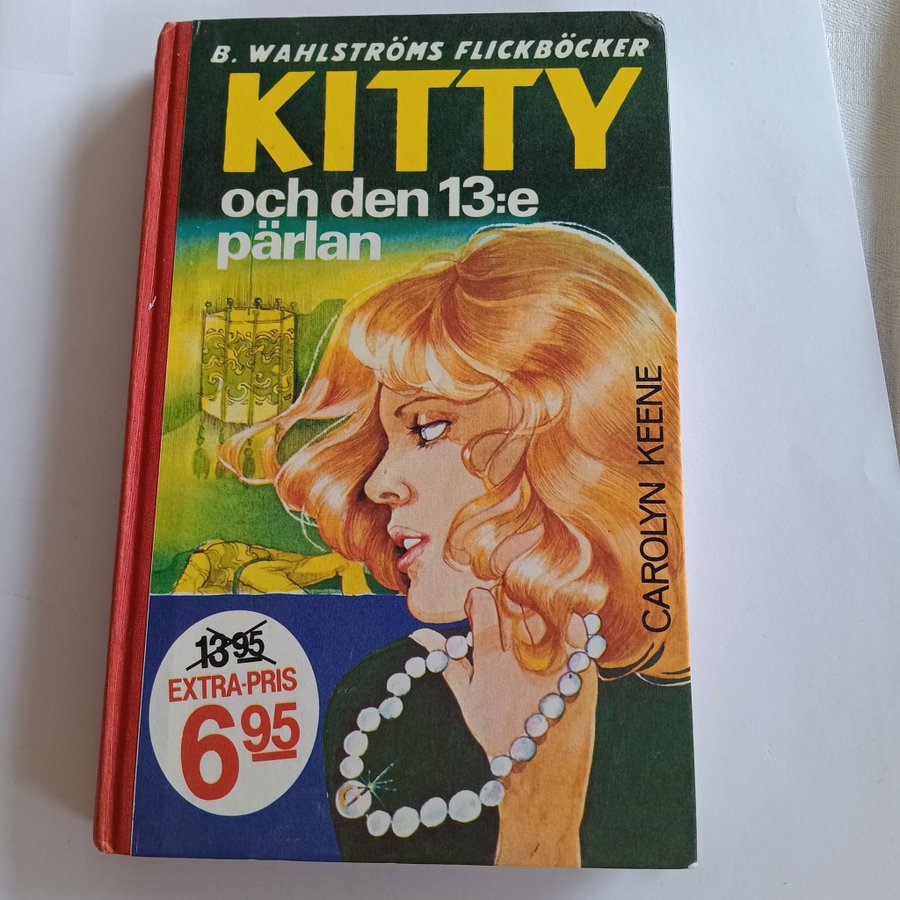 B. WAHLSTRÖMS FLICKBÖCKER
KITTY
och den 13:e
pärlan
CAROLYN KEENE
13 95
EXTRA-PRIS
6 95